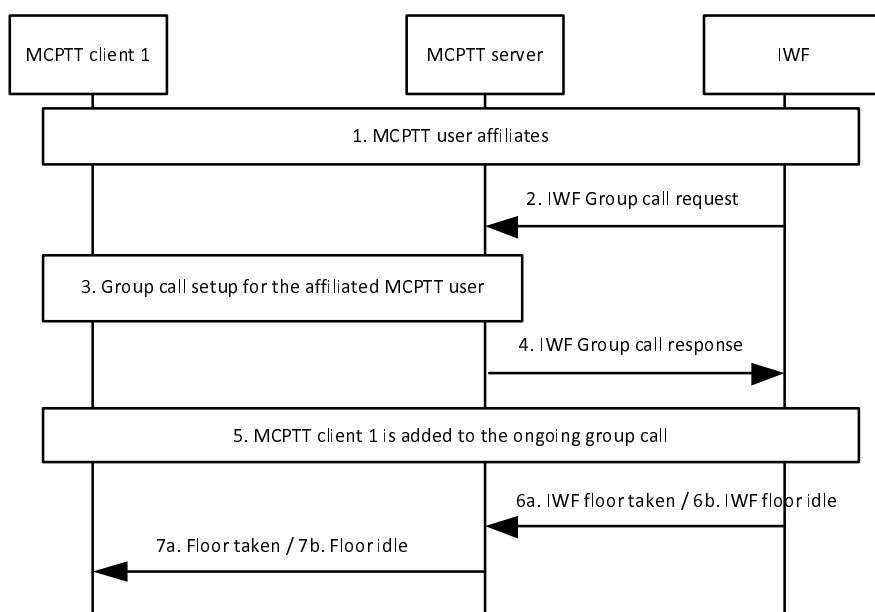 MCPTT client 1
MCPTT server
IWF
1. MCPTT user affiliates
2. IWF Group call request
3. Group call setup for the affiliated MCPTT user
4. IWF Group call response
5. MCPTT client 1 is added to the ongoing group call
6a. IWF floor taken / 6b. IWF floor idle
7a. Floor taken / 7b. Floor idle